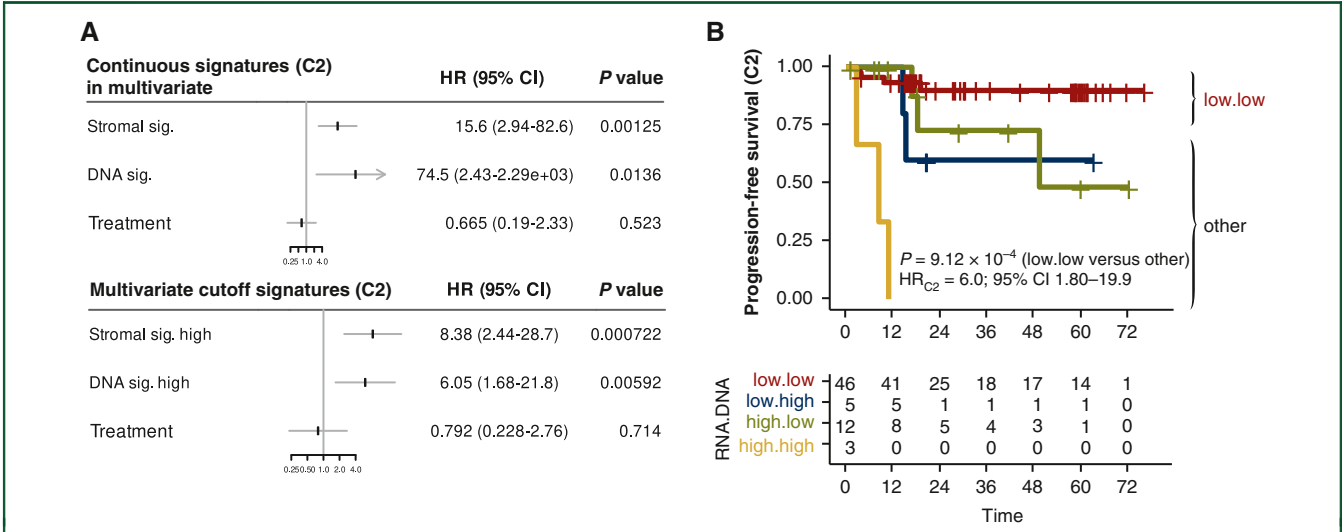 A
Continuous signatures (C2)
in multivariate
HR (95% CI)
P value
Stromal sig.
15.6 (2.94-82.6)
0.00125
DNA sig.
74.5 (2.43-2.29e+03)
0.0136
Treatment
0.665 (0.19-2.33)
0.523
0.25 1.0 4.0
Multivariate cutoff signatures (C2)
HR (95% CI)
P value
Stromal sig. high
8.38 (2.44-28.7)
0.000722
DNA sig. high
6.05 (1.68-21.8)
0.00592
Treatment
0.792 (0.228-2.76)
0.714
0.25 0.50 1.0 2.0 4.0
B
Progression-free survival (C2)
1.00
0.75
0.50
0.25
0.00
low.low
other
P = 9.12 × 10⁻⁴ (low.low versus other)
HR_C2 = 6.0; 95% CI 1.80–19.9
0 12 24 36 48 60 72
RNA.DNA
low.low 46 41 25 18 17 14 1
low.high 5 5 1 1 1 1 0
high.low 12 8 5 4 3 1 0
high.high 3 0 0 0 0 0 0
0 12 24 36 48 60 72
Time